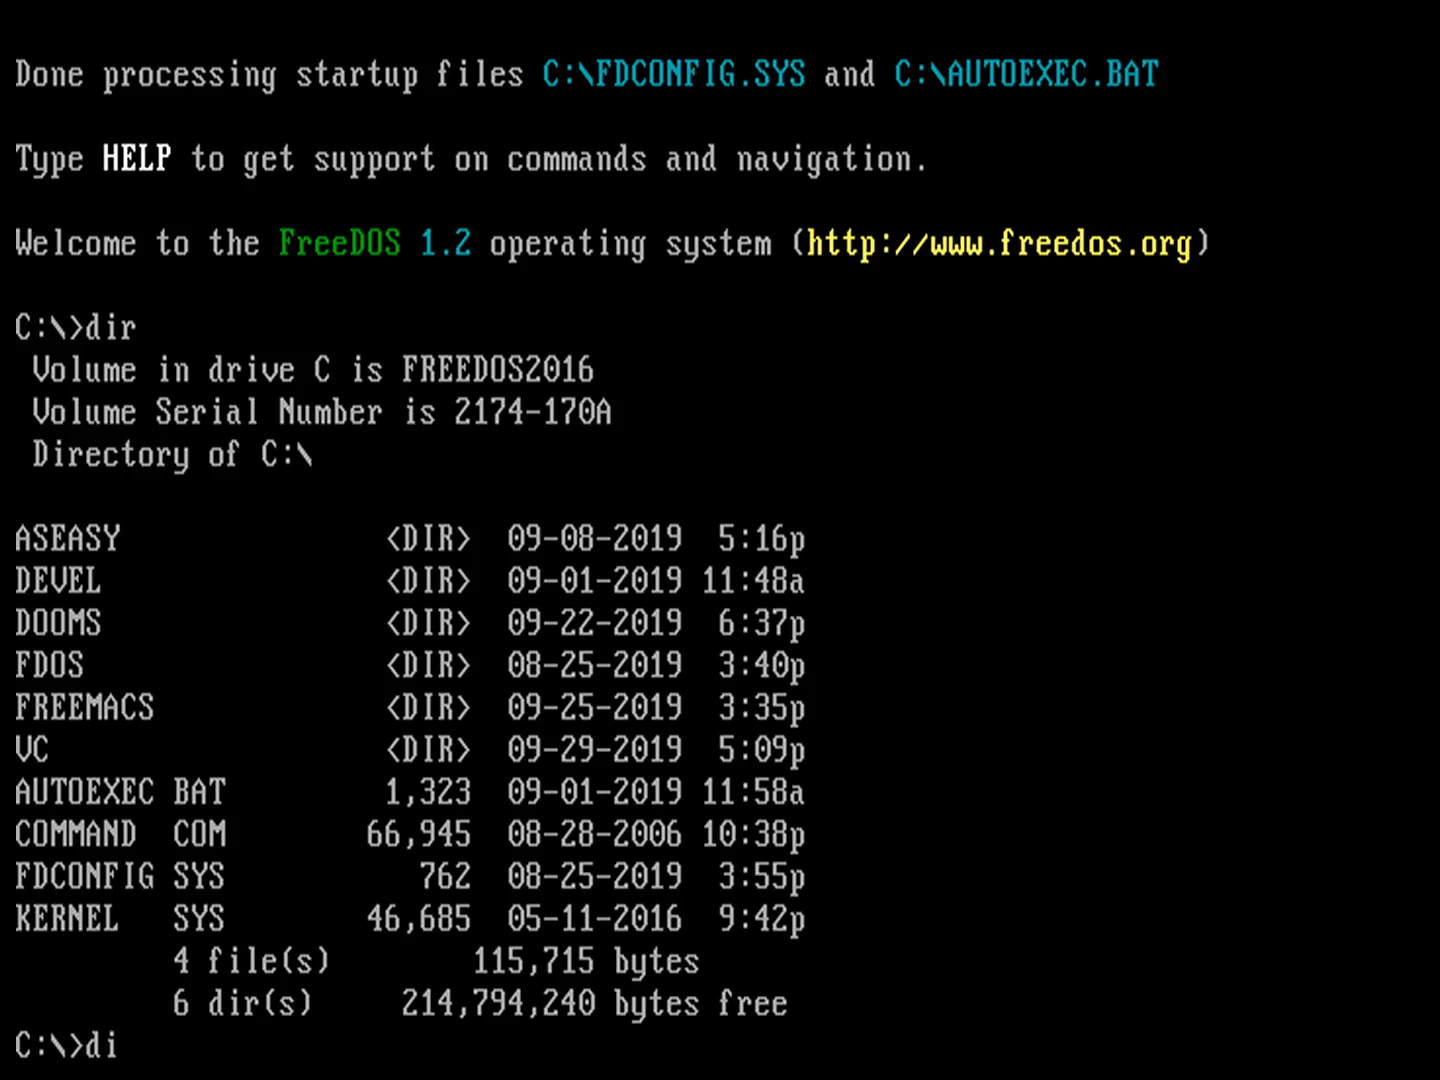 Done processing startup files C:\FDCONFIG.SYS and C:\AUTOEXEC.BAT
Type HELP to get support on commands and navigation.
Welcome to the FreeDOS 1.2 operating system (http://www.freedos.org)
C:\>dir
 Volume in drive C is FREEDOS2016
 Volume Serial Number is 2174-170A
 Directory of C:\
ASEASY               <DIR>  09-08-2019  5:16p
DEVEL                <DIR>  09-01-2019 11:48a
DOOMS                <DIR>  09-22-2019  6:37p
FDOS                 <DIR>  08-25-2019  3:40p
FREEMACS             <DIR>  09-25-2019  3:35p
VC                   <DIR>  09-29-2019  5:09p
AUTOEXEC BAT         1,323  09-01-2019 11:58a
COMMAND  COM        66,945  08-28-2006 10:38p
FDCONFIG SYS           762  08-25-2019  3:55p
KERNEL   SYS        46,685  05-11-2016  9:42p
         4 file(s)        115,715 bytes
         6 dir(s)     214,794,240 bytes free
C:\>di